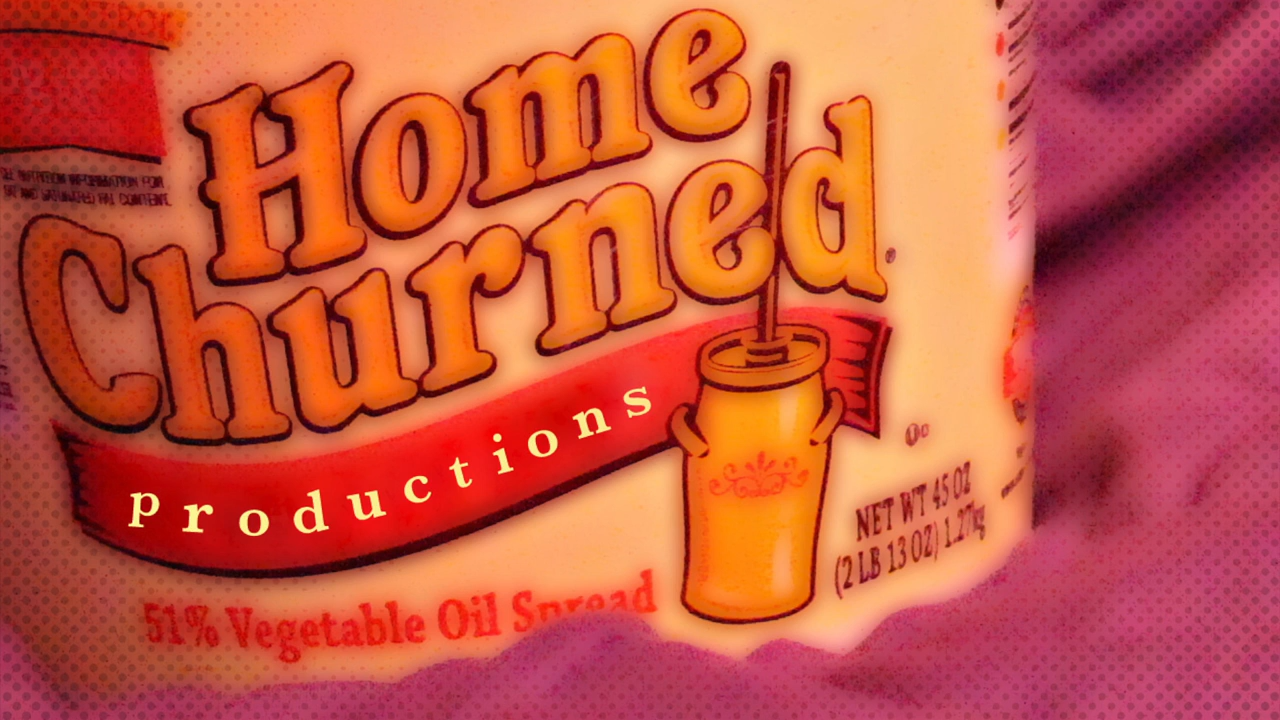 Home
Churned®
productions
NET WT 45 OZ
(2 LB 13 OZ) 1.27kg
51% Vegetable Oil Spread